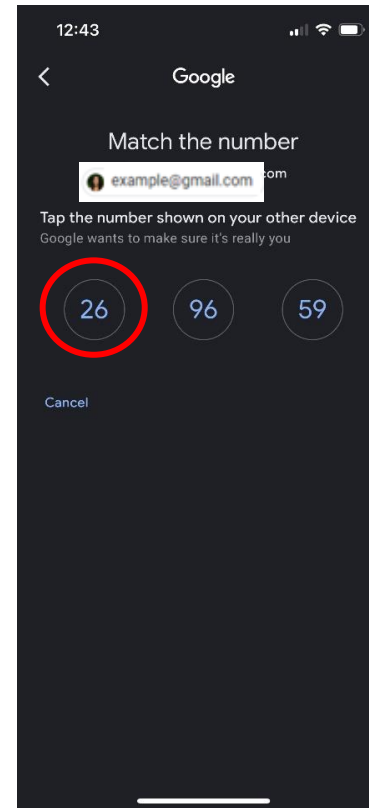 12:43
Google
Match the number
example@gmail.com
com
Tap the number shown on your other device
Google wants to make sure it's really you
26 96 59
Cancel